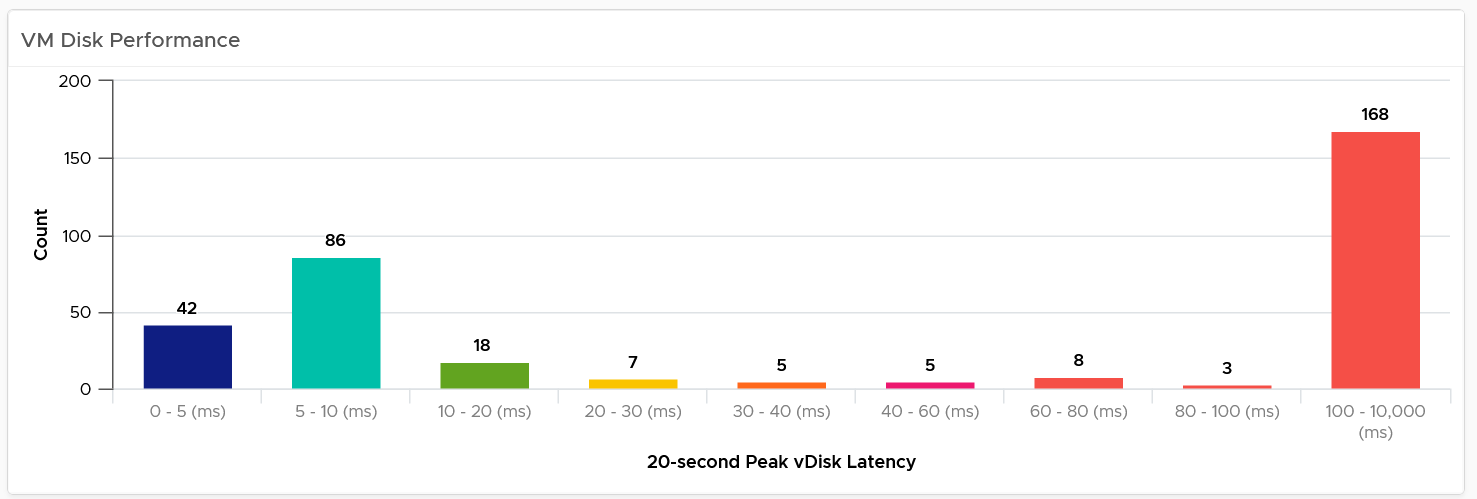 VM Disk Performance
200
150
100
50
0
Count
42
86
18
7
5
5
8
3
168
0 - 5 (ms)
5 - 10 (ms)
10 - 20 (ms)
20 - 30 (ms)
30 - 40 (ms)
40 - 60 (ms)
60 - 80 (ms)
80 - 100 (ms)
100 - 10,000
(ms)
20-second Peak vDisk Latency